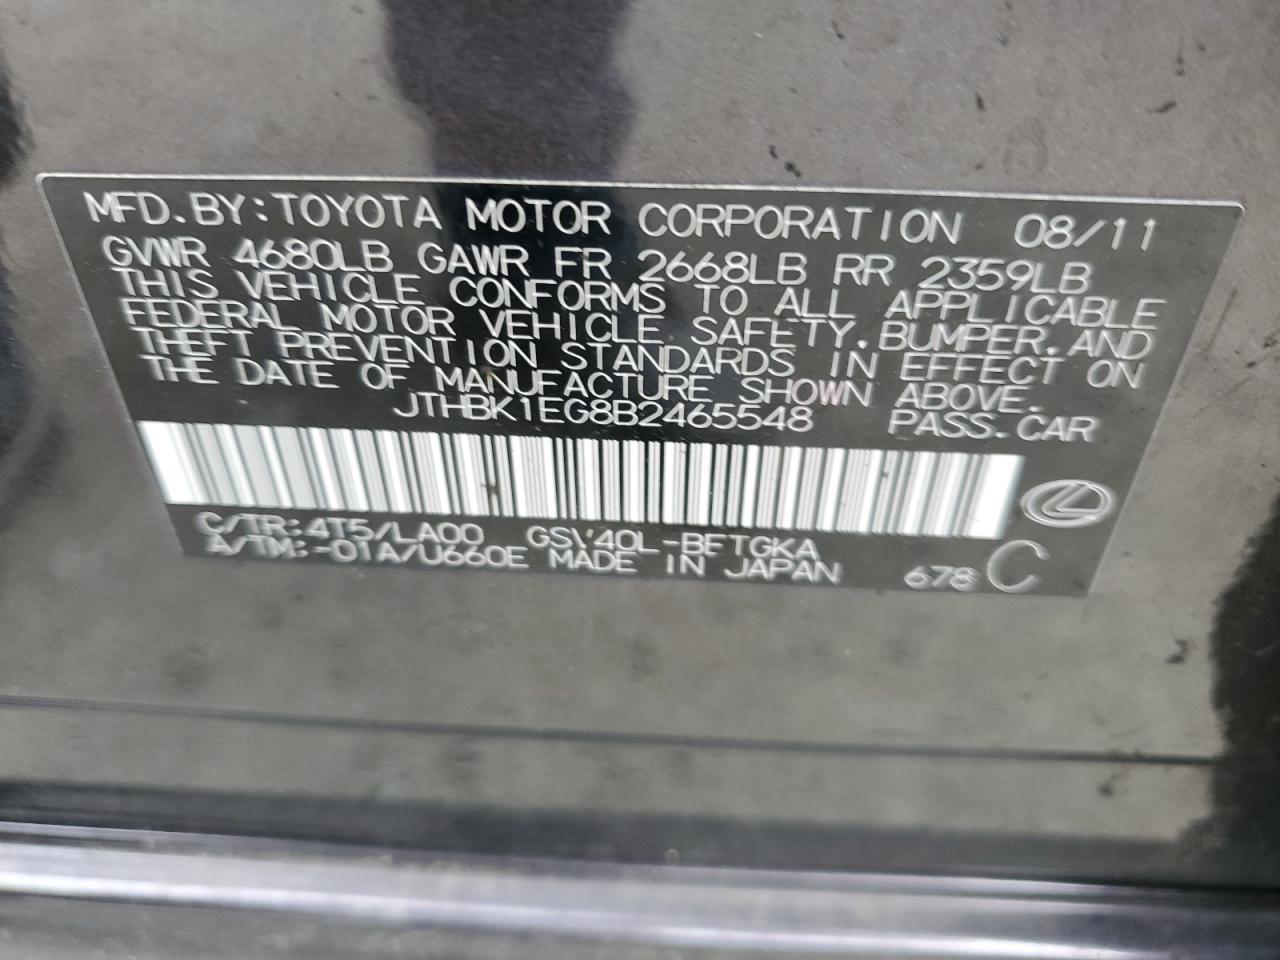 MFD.BY:TOYOTA MOTOR CORPORATION 08/11
GVWR 4680LB GAWR FR 2668LB RR 2359LB
THIS VEHICLE CONFORMS TO ALL APPLICABLE
FEDERAL MOTOR VEHICLE SAFETY,BUMPER,AND
THEFT PREVENTION STANDARDS IN EFFECT ON
THE DATE OF MANUFACTURE SHOWN ABOVE.
JTHBK1EG8B2465548 PASS.CAR
C/TR:4T5/LA00 GSV40L-BETGKA
A/TM:-01A/U660E MADE IN JAPAN 678 C